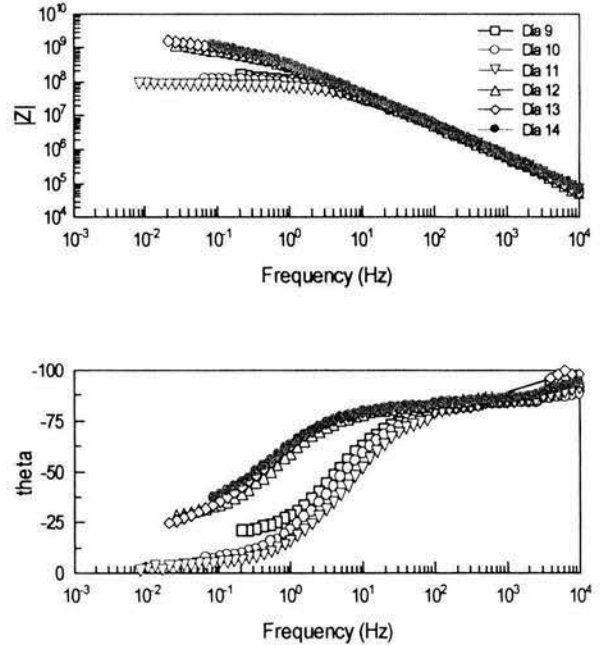 10^10
10^9
10^8
10^7
10^6
10^5
10^4
|Z|
Dia 9
Dia 10
Dia 11
Dia 12
Dia 13
Dia 14
10^-3 10^-2 10^-1 10^0 10^1 10^2 10^3 10^4
Frequency (Hz)
-100
-75
-50
-25
0
theta
10^-3 10^-2 10^-1 10^0 10^1 10^2 10^3 10^4
Frequency (Hz)